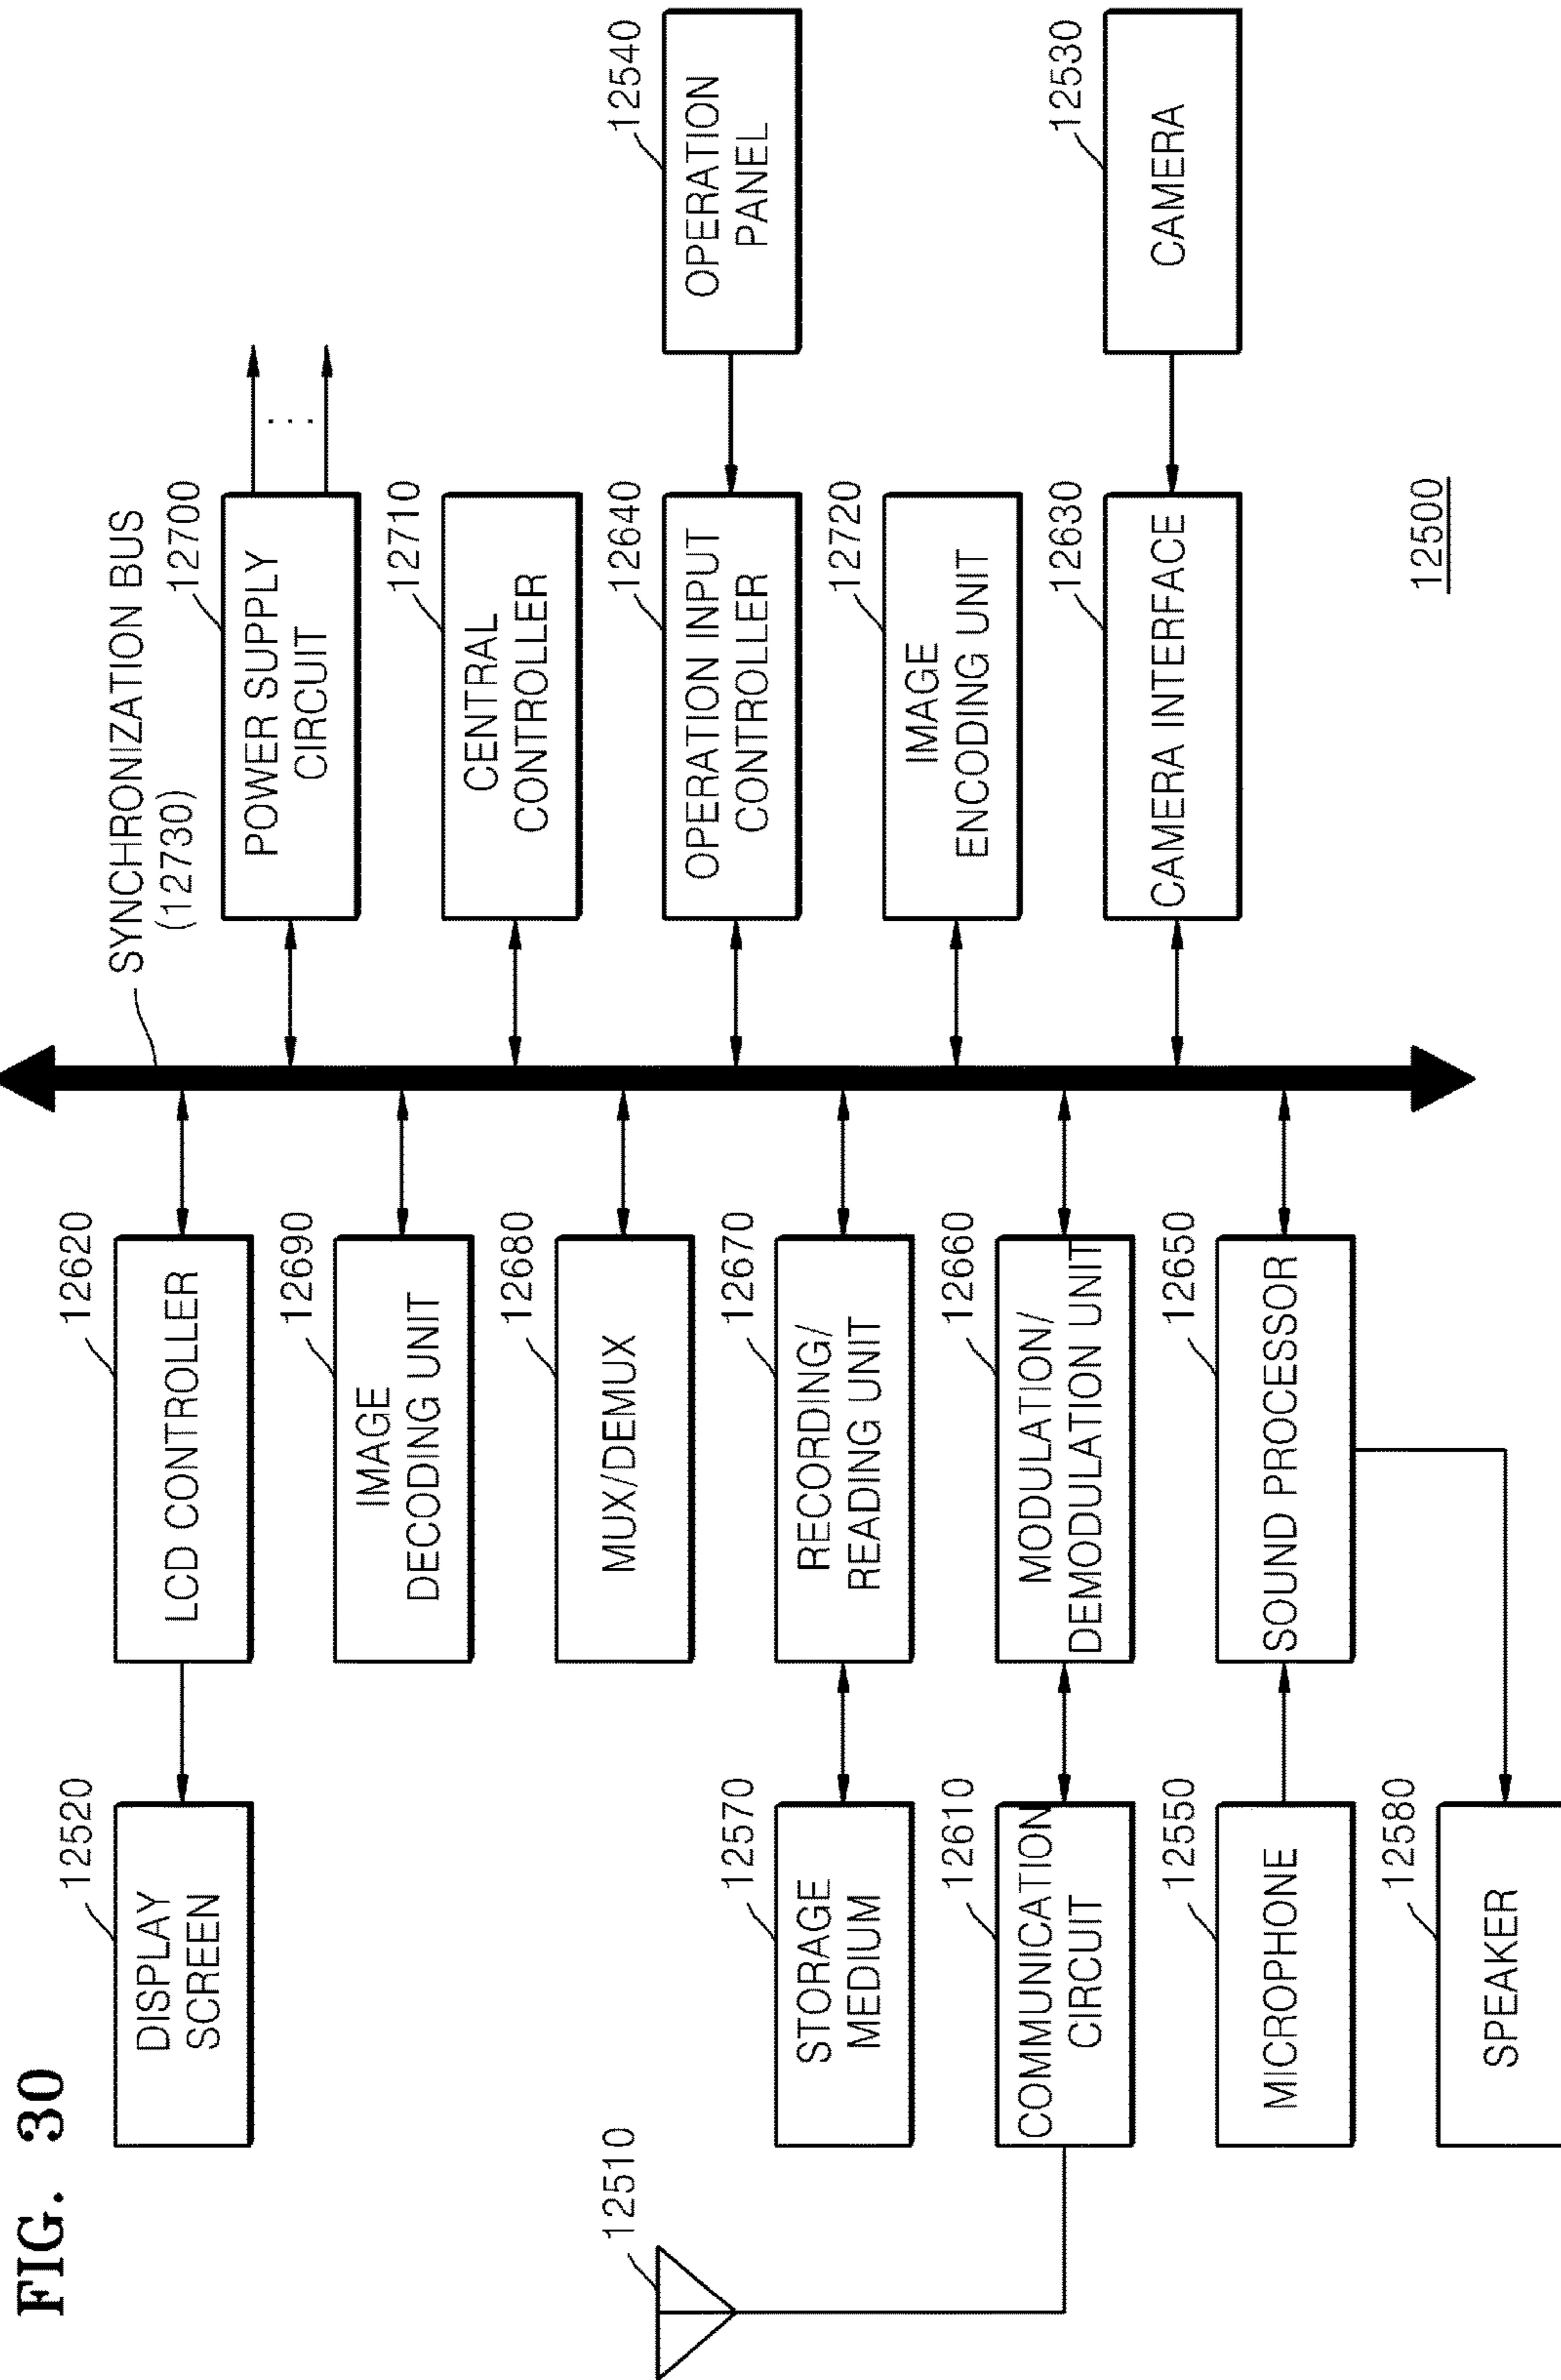 FIG. 30
12510
12520
DISPLAY
SCREEN
12570
STORAGE
MEDIUM
12610
COMMUNICATION
CIRCUIT
12550
MICROPHONE
12580
SPEAKER
12620
LCD CONTROLLER
12690
IMAGE
DECODING UNIT
12680
MUX/DEMUX
12670
RECORDING/
READING UNIT
12660
MODULATION/
DEMODULATION UNIT
12650
SOUND PROCESSOR
SYNCHRONIZATION BUS
(12730)
12700
POWER SUPPLY
CIRCUIT
...
12710
CENTRAL
CONTROLLER
12640
OPERATION INPUT
CONTROLLER
12720
IMAGE
ENCODING UNIT
12630
CAMERA INTERFACE
12540
OPERATION
PANEL
12530
CAMERA
12500